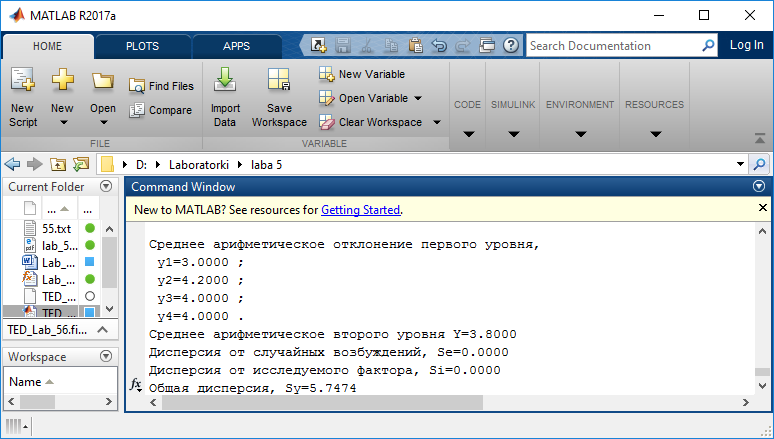 MATLAB R2017a
HOME PLOTS APPS Search Documentation Log In
New Script New Open Find Files Compare Import Data Save Workspace New Variable Open Variable Clear Workspace CODE SIMULINK ENVIRONMENT RESOURCES
FILE VARIABLE
D: Laboratorki laba 5
Current Folder
... ...
55.txt
lab_5...
Lab_...
Lab_...
TED_...
TED_...
TED_Lab_56.fi...
Workspace
Name
Command Window
New to MATLAB? See resources for Getting Started.
Среднее арифметическое отклонение первого уровня,
y1=3.0000 ;
y2=4.2000 ;
y3=4.0000 ;
y4=4.0000 .
Среднее арифметическое второго уровня Y=3.8000
Дисперсия от случайных возбуждений, Se=0.0000
Дисперсия от исследуемого фактора, Si=0.0000
fx Общая дисперсия, Sy=5.7474